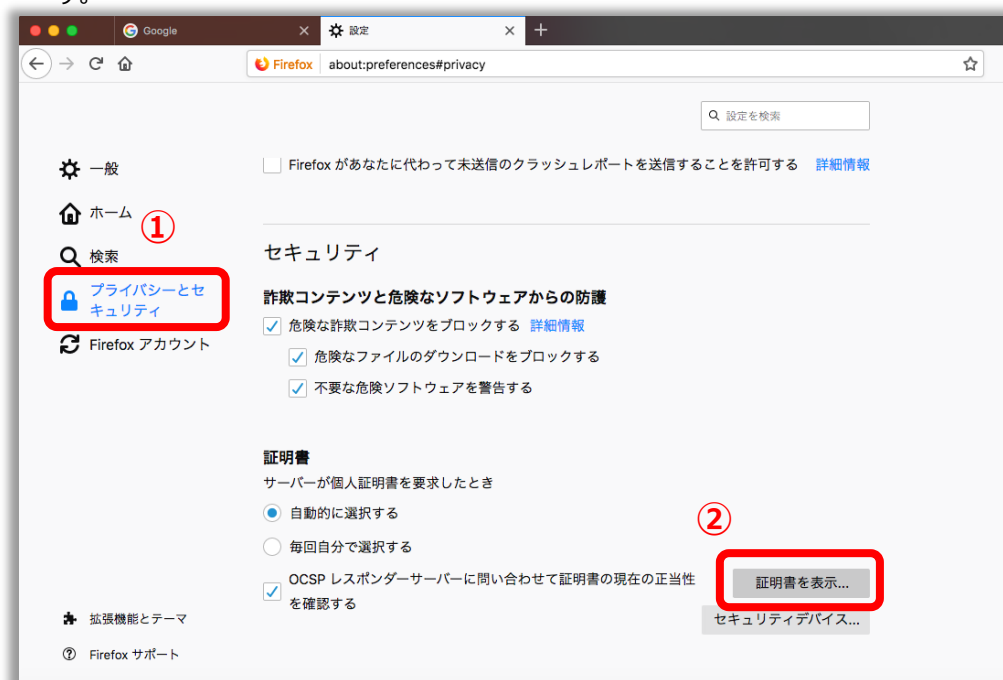 す。
Google
設定
Firefox about:preferences#privacy
設定を検索
一般
ホーム
①
検索
プライバシーとセ
キュリティ
Firefox アカウント
拡張機能とテーマ
Firefox サポート
Firefox があなたに代わって未送信のクラッシュレポートを送信することを許可する 詳細情報
セキュリティ
詐欺コンテンツと危険なソフトウェアからの防護
危険な詐欺コンテンツをブロックする 詳細情報
危険なファイルのダウンロードをブロックする
不要な危険ソフトウェアを警告する
証明書
サーバーが個人証明書を要求したとき
自動的に選択する
②
毎回自分で選択する
OCSP レスポンダーサーバーに問い合わせて証明書の現在の正当性
を確認する
証明書を表示...
セキュリティデバイス...